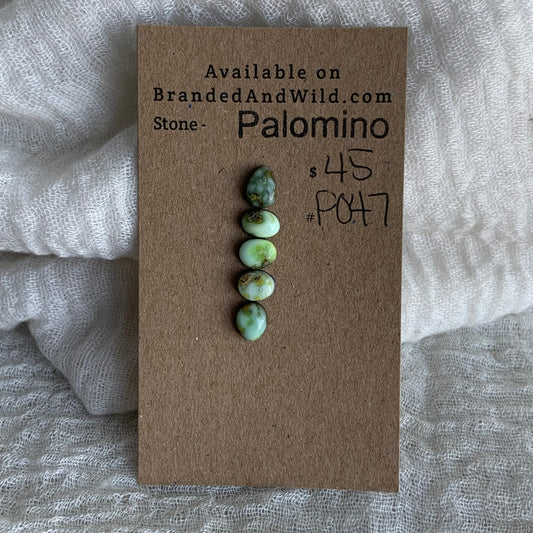 Available on
BrandedAndWild.com
Stone - Palomino
$ 45
# P047